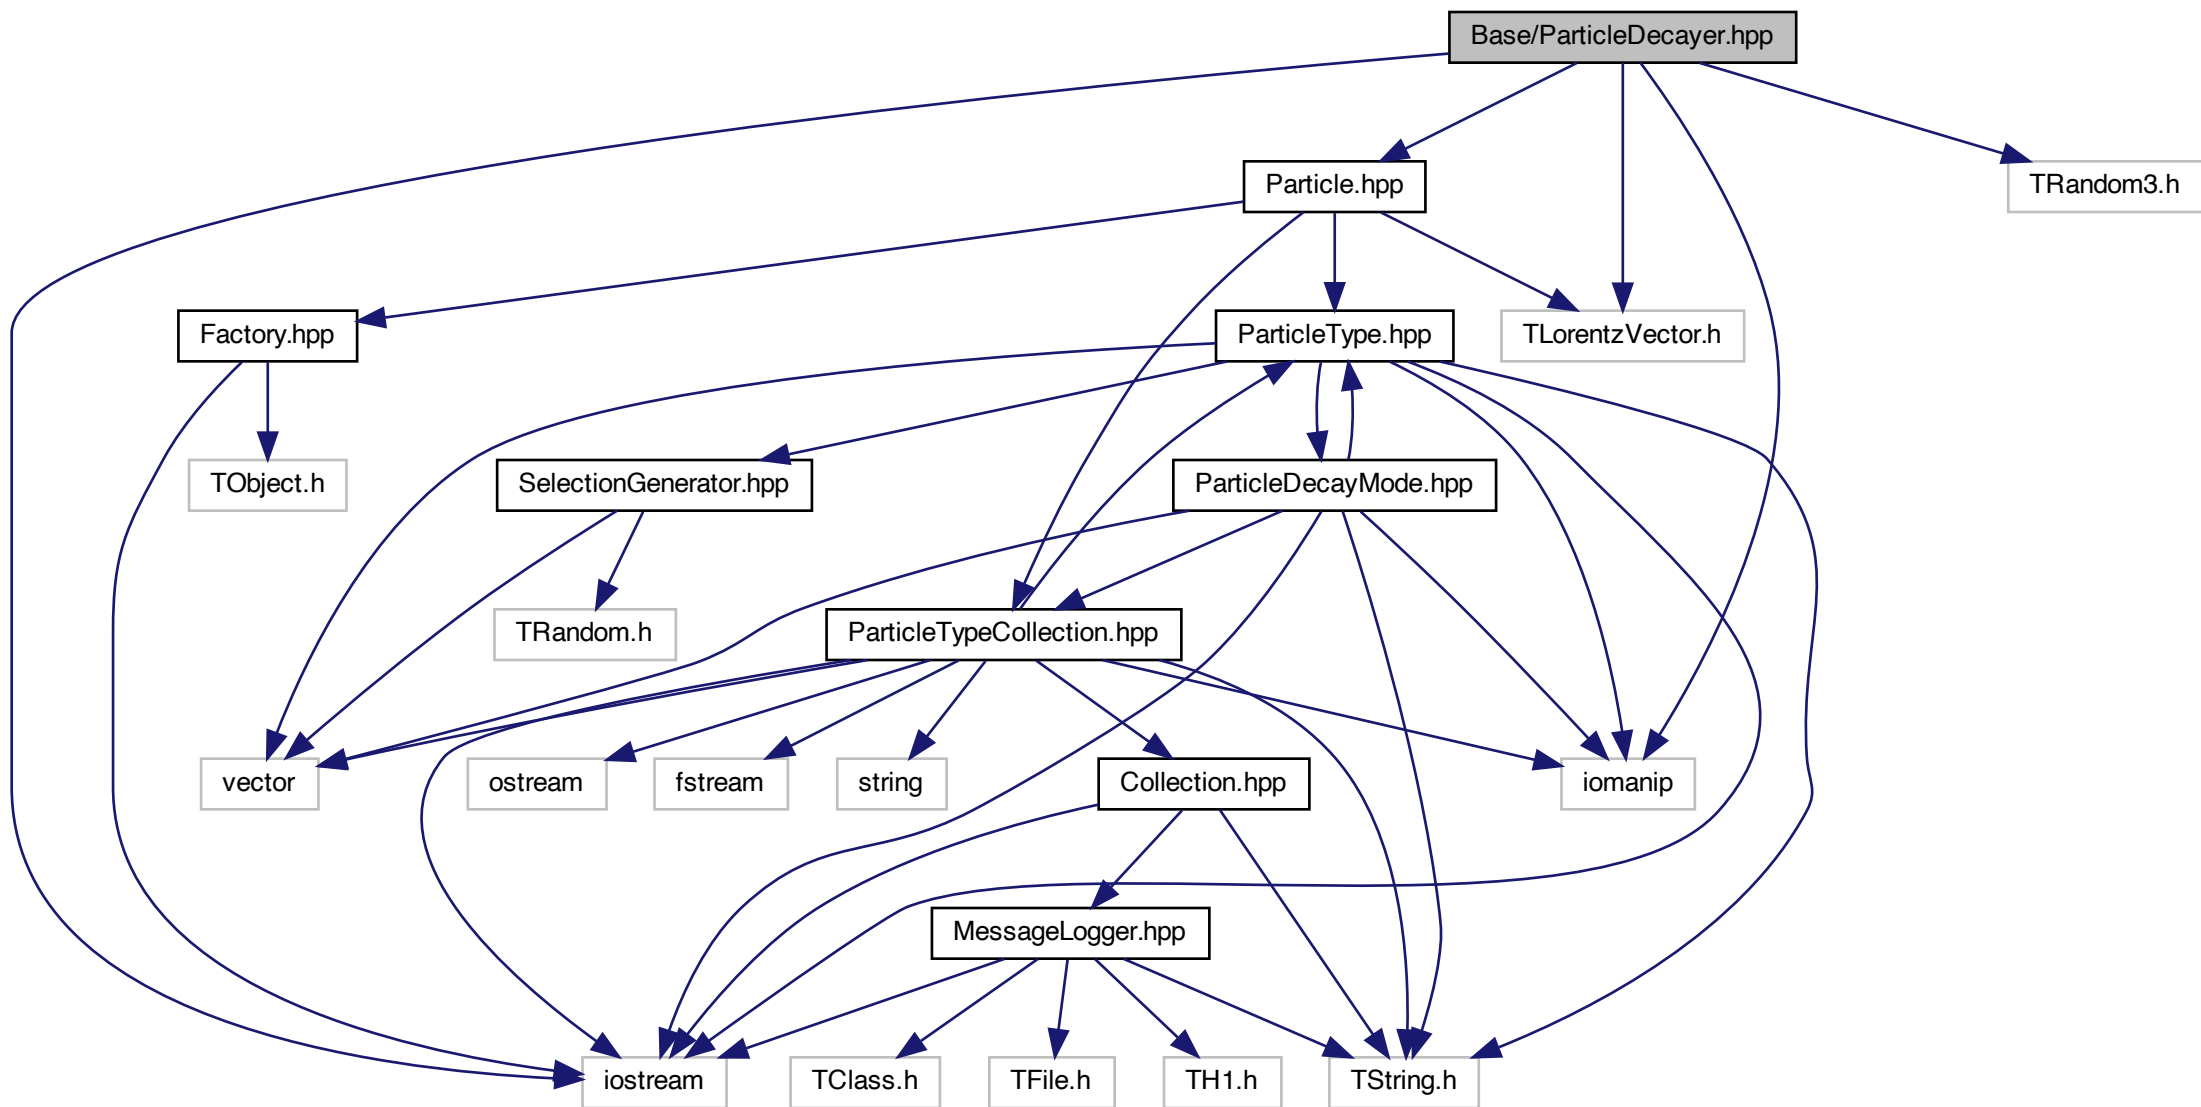 Base/ParticleDecayer.hpp
Particle.hpp
TRandom3.h
Factory.hpp
ParticleType.hpp
TLorentzVector.h
TObject.h
SelectionGenerator.hpp
ParticleDecayMode.hpp
TRandom.h
ParticleTypeCollection.hpp
vector
ostream
fstream
string
Collection.hpp
iomanip
MessageLogger.hpp
iostream
TClass.h
TFile.h
TH1.h
TString.h